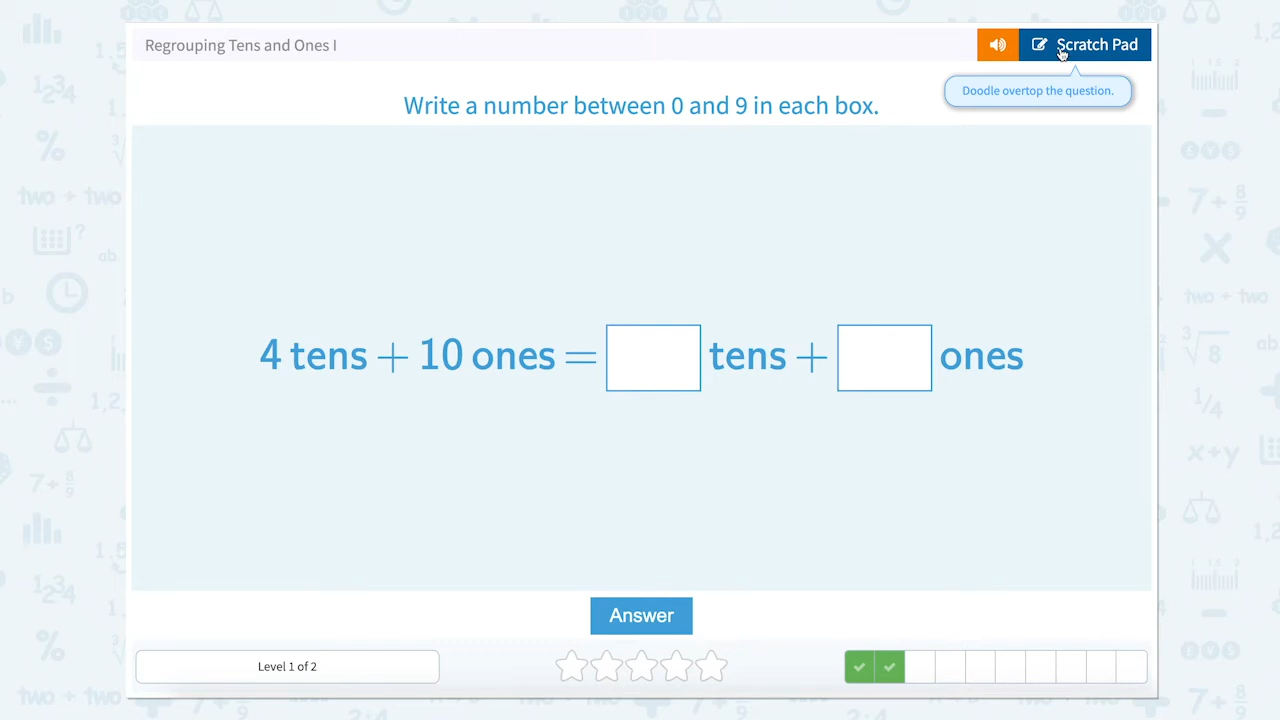 Regrouping Tens and Ones I
Scratch Pad
Doodle overtop the question.
Write a number between 0 and 9 in each box.
4 tens + 10 ones = tens + ones
Answer
Level 1 of 2